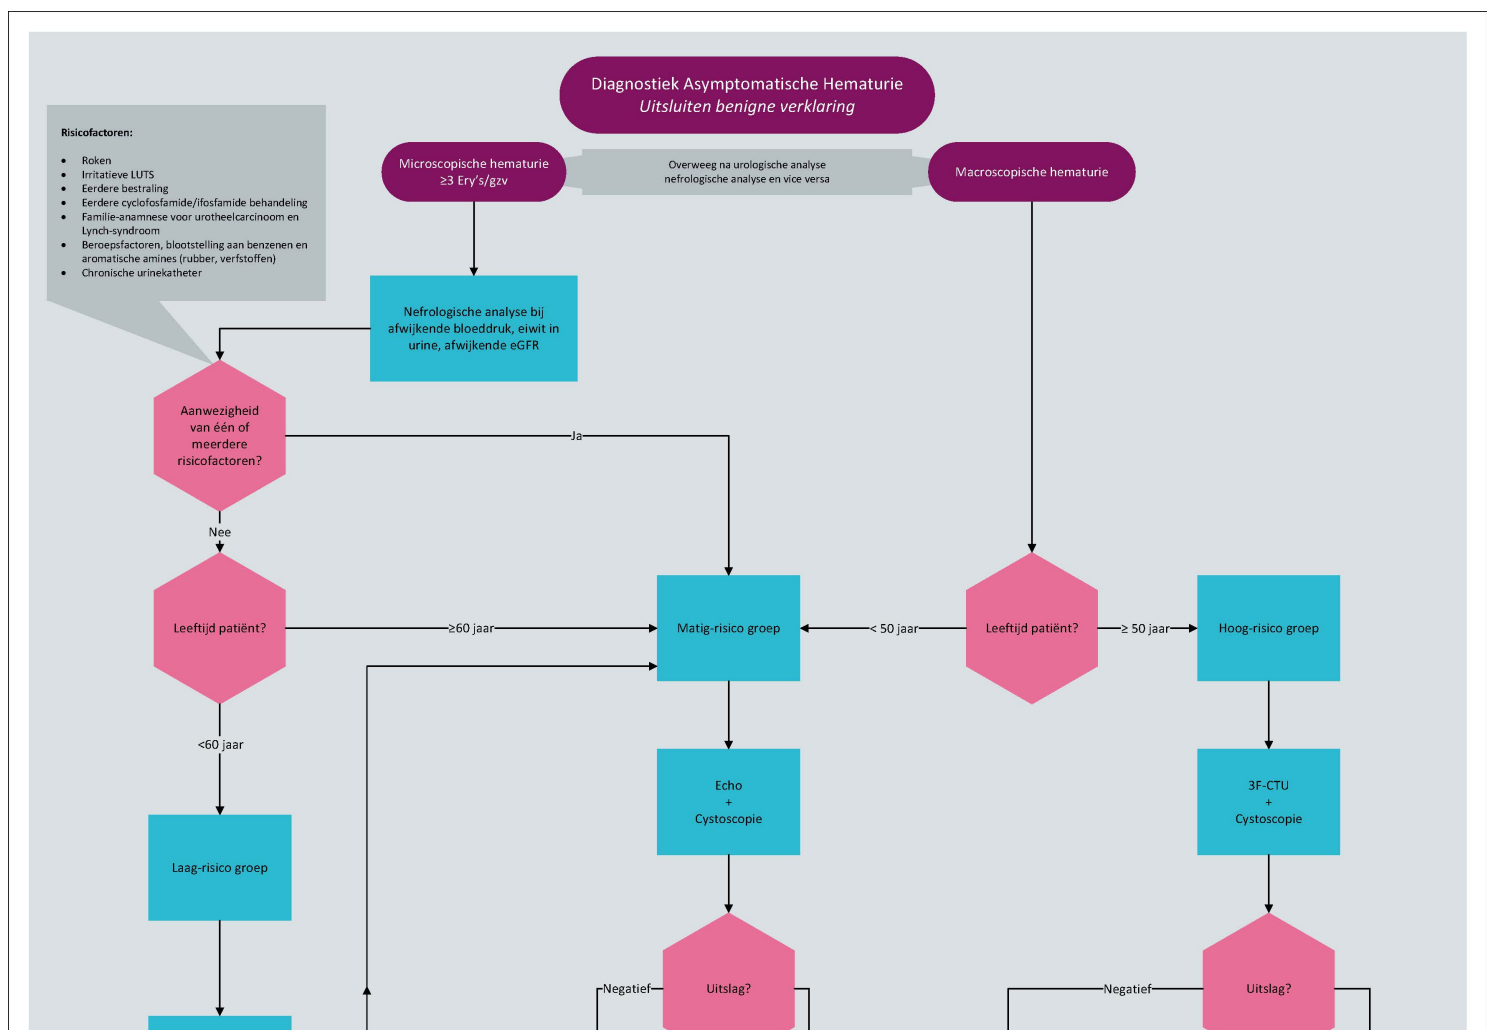 Diagnostiek Asymptomatische Hematurie
Uitsluiten benigne verklaring
Risicofactoren:
• Roken
• Irritatieve LUTS
• Eerdere bestraling
• Eerdere cyclofosfamide/ifosfamide behandeling
• Familie-anamnese voor urotheelcarcinoom en
Lynch-syndroom
• Beroepsfactoren, blootstelling aan benzenen en
aromatische amines (rubber, verfstoffen)
• Chronische urinekatheter
Microscopische hematurie
≥3 Ery's/gzv
Overweeg na urologische analyse
nefrologische analyse en vice versa
Macroscopische hematurie
Nefrologische analyse bij
afwijkende bloeddruk, eiwit in
urine, afwijkende eGFR
Aanwezigheid
van één of
meerdere
risicofactoren?
Ja
Nee
Leeftijd patiënt?
≥60 jaar
Matig-risico groep
< 50 jaar
Leeftijd patiënt?
≥ 50 jaar
Hoog-risico groep
<60 jaar
Echo
+
Cystoscopie
3F-CTU
+
Cystoscopie
Laag-risico groep
Negatief
Uitslag?
Negatief
Uitslag?